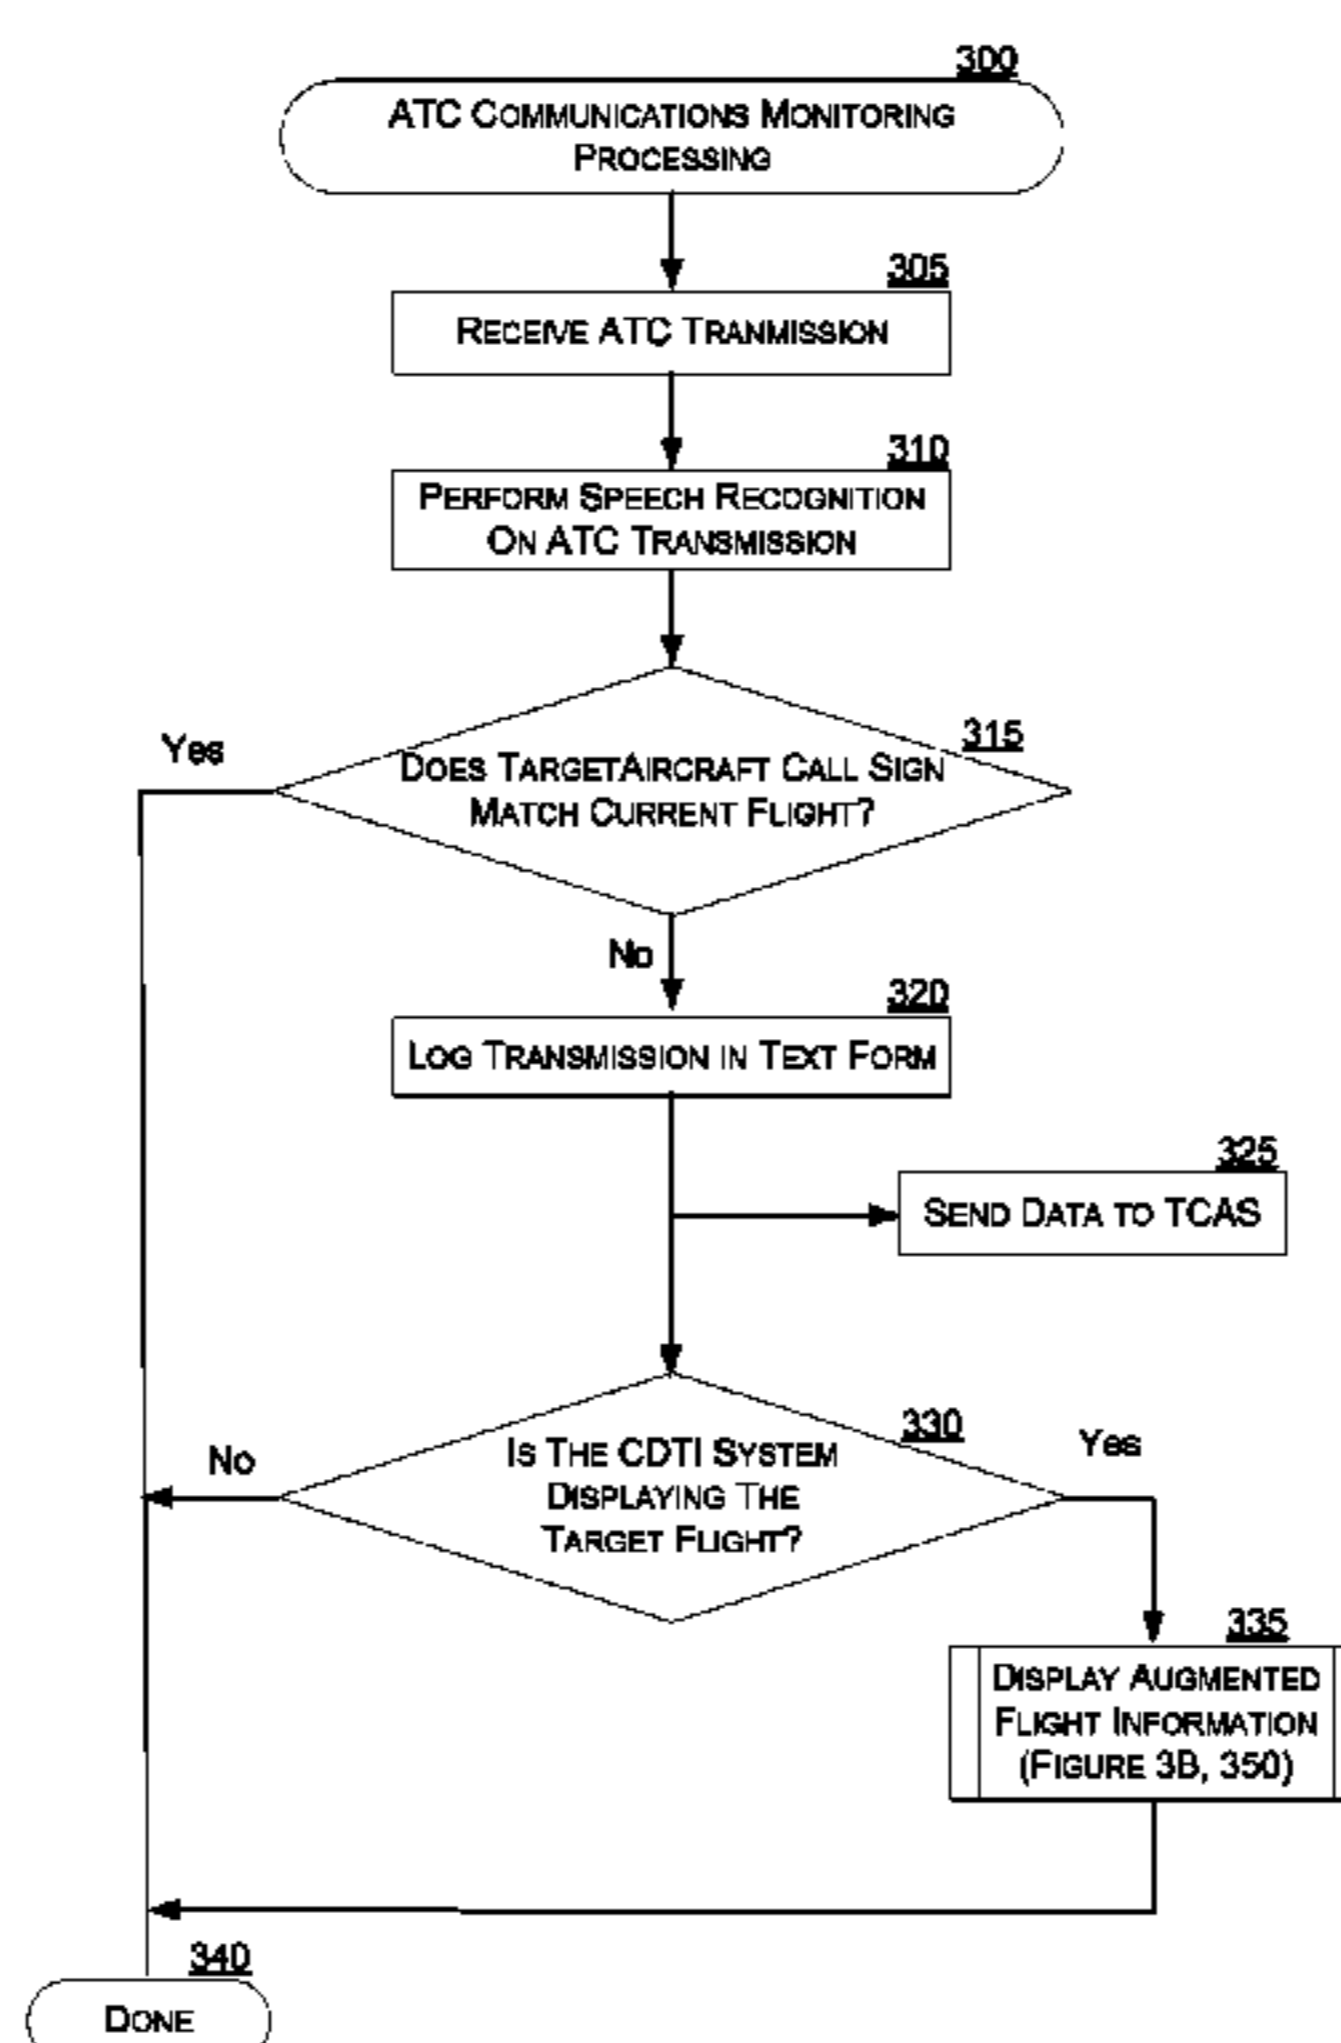 300
ATC COMMUNICATIONS MONITORING
PROCESSING
305
RECEIVE ATC TRANMISSION
310
PERFORM SPEECH RECOGNITION
ON ATC TRANSMISSION
315
Yes
DOES TARGETAIRCRAFT CALL SIGN
MATCH CURRENT FLIGHT?
No
320
LOG TRANSMISSION IN TEXT FORM
325
SEND DATA TO TCAS
330
No
Yes
IS THE CDTI SYSTEM
DISPLAYING THE
TARGET FLIGHT?
335
DISPLAY AUGMENTED
FLIGHT INFORMATION
(FIGURE 3B, 350)
340
DONE